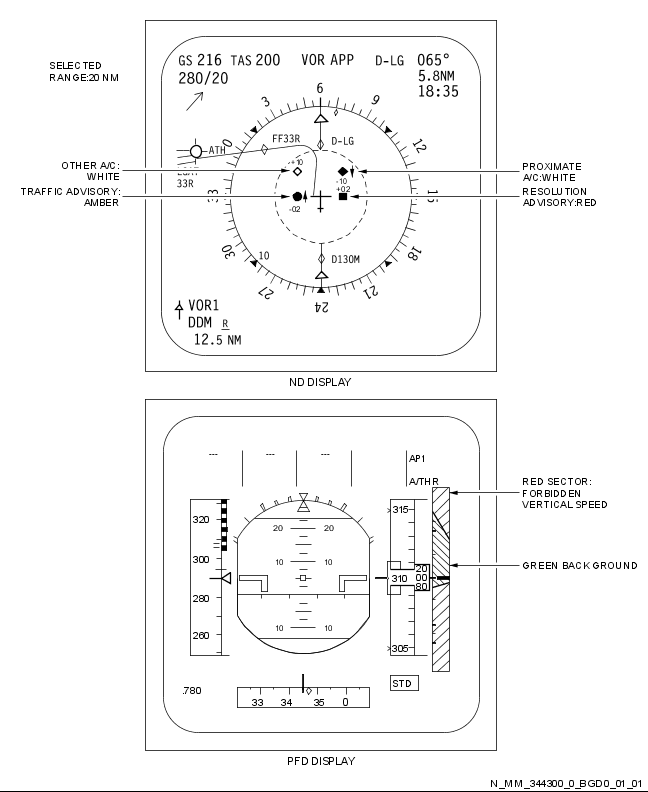 SELECTED
RANGE:20 NM
GS 216 TAS 200 VOR APP D-LG 065°
280/20 5.8NM
18:35
6
3 9
0 12
ATH FF33R D-LG
33R
OTHER A/C:
WHITE
+10
PROXIMATE
A/C:WHITE
-10
TRAFFIC ADVISORY:
AMBER
-02
+02
RESOLUTION
ADVISORY:RED
33 15
30 18
10 D130M
27 21
24
VOR1
DDM R
12.5 NM
ND DISPLAY
--- --- --- AP1
A/THR
RED SECTOR:
FORBIDDEN
VERTICAL SPEED
320 315
20 20
300
10 10
GREEN BACKGROUND
20
310 00
80
280
10 10
260 305
STD
.780
33 34 35 0
PFD DISPLAY
N_MM_344300_0_BGD0_01_01